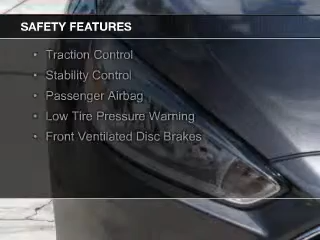 SAFETY FEATURES
• Traction Control
• Stability Control
• Passenger Airbag
• Low Tire Pressure Warning
• Front Ventilated Disc Brakes